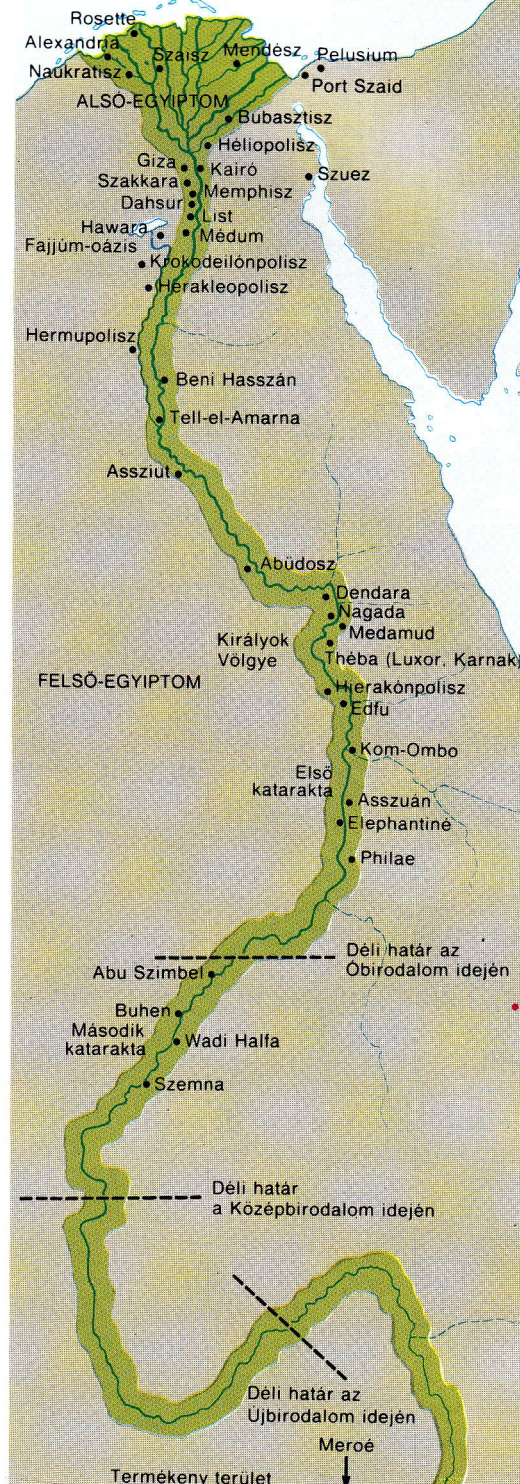 Rosette
Alexandria
Szaisz
Mendész
Pelusium
Naukratisz
Port Szaid
ALSÓ-EGYIPTOM
Bubasztisz
Héliopolisz
Giza
Kairó
Szakkara
Szuez
Memphisz
Dahsur
List
Hawara
Médum
Fajjúm-oázis
Krokodeilónpolisz
Hérakleopolisz
Hermupolisz
Beni Hasszán
Tell-el-Amarna
Assziut
Abüdosz
Dendara
Nagada
Medamud
Királyok
Völgye
Théba (Luxor, Karnak)
FELSŐ-EGYIPTOM
Hierakónpolisz
Edfu
Kom-Ombo
Első
katarakta
Asszuán
Elephantiné
Philae
Déli határ az
Óbirodalom idején
Abu Szimbel
Buhen
Második
katarakta
Wadi Halfa
Szemna
Déli határ
a Középbirodalom idején
Déli határ az
Újbirodalom idején
Meroé
Termékeny terület